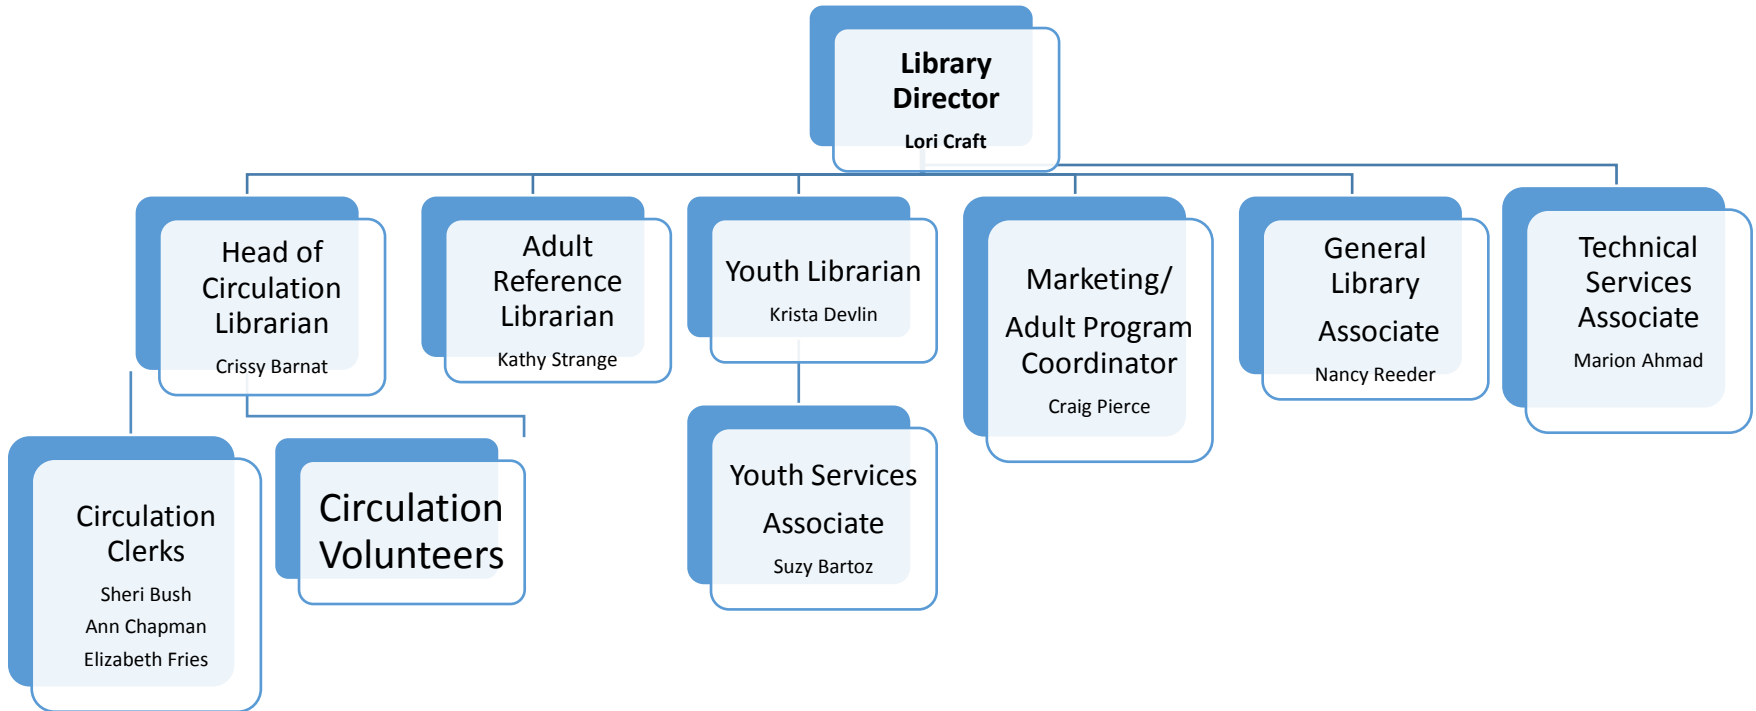 Library
Director
Lori Craft
Head of
Circulation
Librarian
Crissy Barnat
Adult
Reference
Librarian
Kathy Strange
Youth Librarian
Krista Devlin
Marketing/
Adult Program
Coordinator
Craig Pierce
General
Library
Associate
Nancy Reeder
Technical
Services
Associate
Marion Ahmad
Circulation
Clerks
Sheri Bush
Ann Chapman
Elizabeth Fries
Circulation
Volunteers
Youth Services
Associate
Suzy Bartoz